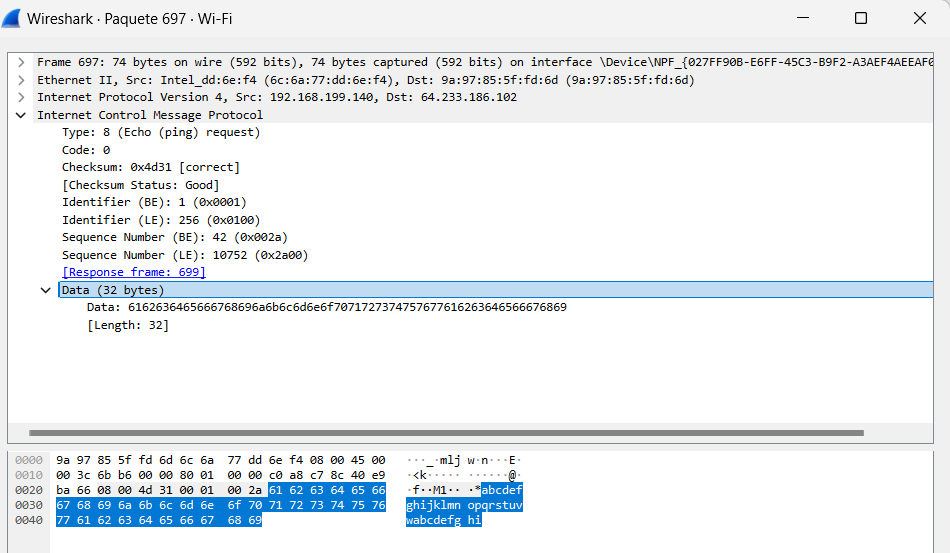 Wireshark · Paquete 697 · Wi-Fi
Frame 697: 74 bytes on wire (592 bits), 74 bytes captured (592 bits) on interface \Device\NPF_{027FF90B-E6FF-45C3-B9F2-A3AEF4AEEAF0
Ethernet II, Src: Intel_dd:6e:f4 (6c:6a:77:dd:6e:f4), Dst: 9a:97:85:5f:fd:6d (9a:97:85:5f:fd:6d)
Internet Protocol Version 4, Src: 192.168.199.140, Dst: 64.233.186.102
Internet Control Message Protocol
Type: 8 (Echo (ping) request)
Code: 0
Checksum: 0x4d31 [correct]
[Checksum Status: Good]
Identifier (BE): 1 (0x0001)
Identifier (LE): 256 (0x0100)
Sequence Number (BE): 42 (0x002a)
Sequence Number (LE): 10752 (0x2a00)
[Response frame: 699]
Data (32 bytes)
Data: 6162636465666768696a6b6c6d6e6f7071727374757677616263646566676869
[Length: 32]
0000 9a 97 85 5f fd 6d 6c 6a 77 dd 6e f4 08 00 45 00 ···_·mlj w·n···E·
0010 00 3c 6b b6 00 00 80 01 00 00 c0 a8 c7 8c 40 e9 ·<k····· ······@·
0020 ba 66 08 00 4d 31 00 01 00 2a 61 62 63 64 65 66 ·f··M1·· ·*abcdef
0030 67 68 69 6a 6b 6c 6d 6e 6f 70 71 72 73 74 75 76 ghijklmn opqrstuv
0040 77 61 62 63 64 65 66 67 68 69 wabcdefg hi